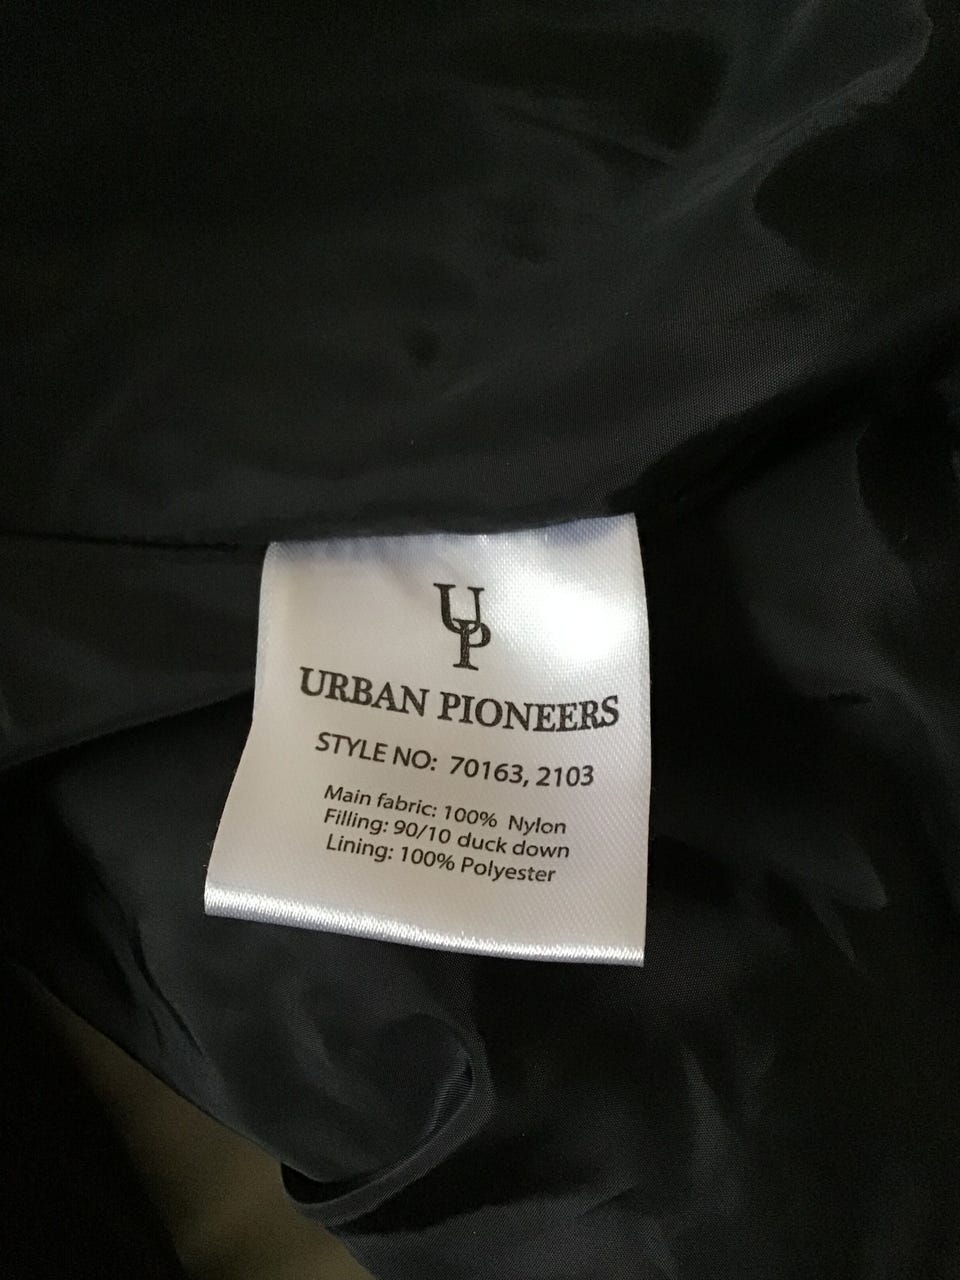 UP
URBAN PIONEERS
STYLE NO: 70163, 2103
Main fabric: 100% Nylon
Filling: 90/10 duck down
Lining: 100% Polyester